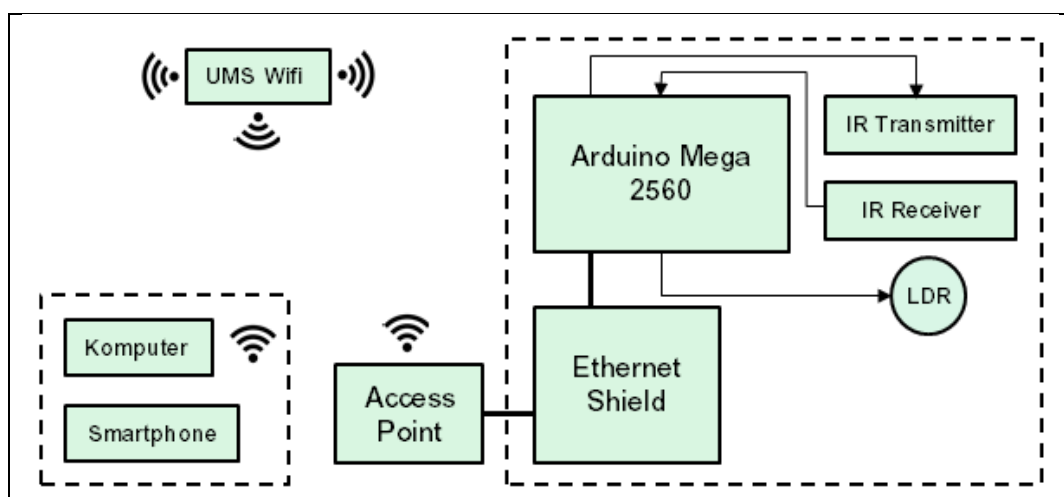 UMS Wifi
Arduino Mega
2560
IR Transmitter
IR Receiver
LDR
Komputer
Smartphone
Access
Point
Ethernet
Shield